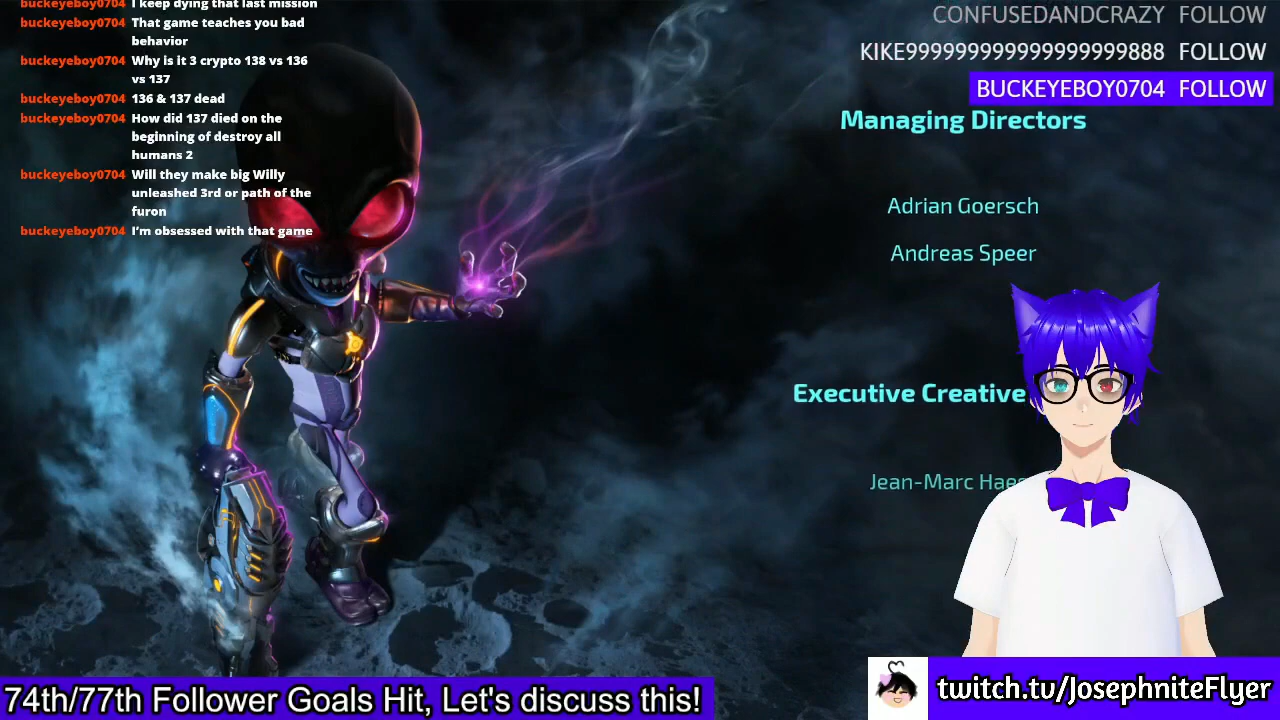 buckeyeboy0704 I keep dying that last mission
buckeyeboy0704 That game teaches you bad
behavior
buckeyeboy0704 Why is it 3 crypto 138 vs 136
vs 137
buckeyeboy0704 136 & 137 dead
buckeyeboy0704 How did 137 died on the
beginning of destroy all
humans 2
buckeyeboy0704 Will they make big Willy
unleashed 3rd or path of the
furon
buckeyeboy0704 I'm obsessed with that game
CONFUSEDANDCRAZY FOLLOW
KIKE999999999999999999888 FOLLOW
BUCKEYEBOY0704 FOLLOW
Managing Directors
Adrian Goersch
Andreas Speer
Executive Creative
Jean-Marc
74th/77th Follower Goals Hit, Let's discuss this!
twitch.tv/JosephniteFlyer